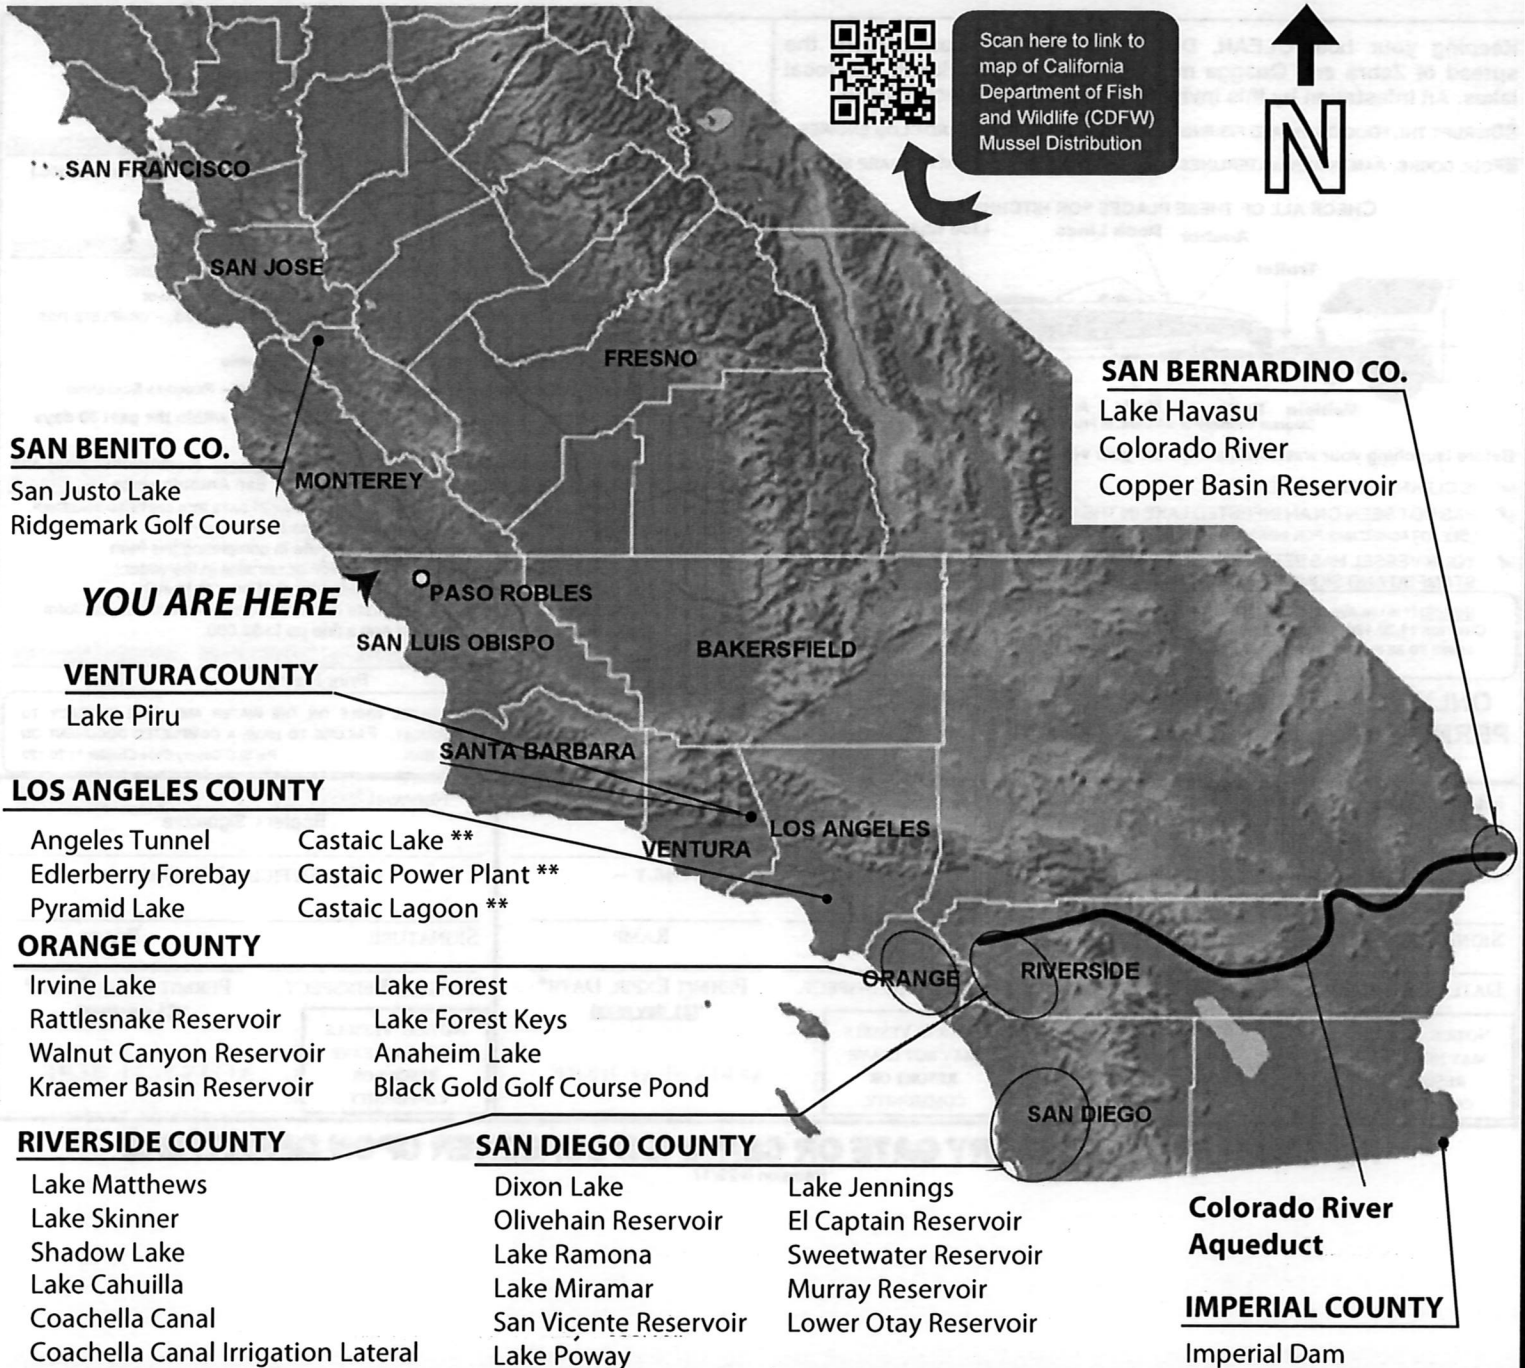 Scan here to link to
map of California
Department of Fish
and Wildlife (CDFW)
Mussel Distribution
N
SAN FRANCISCO
SAN JOSE
FRESNO
MONTEREY
PASO ROBLES
YOU ARE HERE
SAN LUIS OBISPO
BAKERSFIELD
SANTA BARBARA
VENTURA
LOS ANGELES
ORANGE
RIVERSIDE
SAN DIEGO
SAN BERNARDINO CO.
Lake Havasu
Colorado River
Copper Basin Reservoir
SAN BENITO CO.
San Justo Lake
Ridgemark Golf Course
VENTURA COUNTY
Lake Piru
LOS ANGELES COUNTY
Angeles Tunnel
Edlerberry Forebay
Pyramid Lake
Castaic Lake **
Castaic Power Plant **
Castaic Lagoon **
ORANGE COUNTY
Irvine Lake
Rattlesnake Reservoir
Walnut Canyon Reservoir
Kraemer Basin Reservoir
Lake Forest
Lake Forest Keys
Anaheim Lake
Black Gold Golf Course Pond
RIVERSIDE COUNTY
Lake Matthews
Lake Skinner
Shadow Lake
Lake Cahuilla
Coachella Canal
Coachella Canal Irrigation Lateral
SAN DIEGO COUNTY
Dixon Lake
Olivehain Reservoir
Lake Ramona
Lake Miramar
San Vicente Reservoir
Lake Poway
Lake Jennings
El Captain Reservoir
Sweetwater Reservoir
Murray Reservoir
Lower Otay Reservoir
Colorado River
Aqueduct
IMPERIAL COUNTY
Imperial Dam